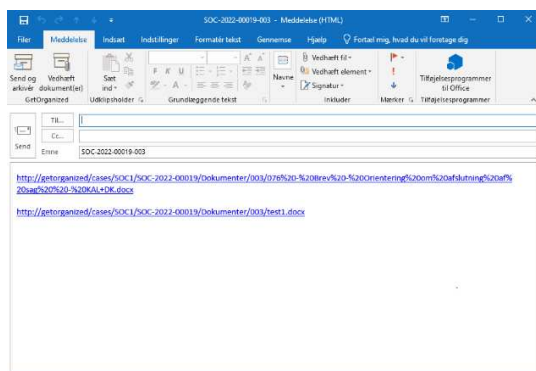 SOC-2022-00019-003 - Meddelelse (HTML)
Filer Meddelelse Indsæt Indstillinger Formatér tekst Gennemse Hjælp Fortæl mig, hvad du vil foretage dig
Send og arkivér
Vedhæft dokument(er)
GetOrganized
Sæt ind
Udklipsholder
F K U
Grundlæggende tekst
Navne
Vedhæft fil
Vedhæft element
Signatur
Inkluder
Mærker
Tilføjelsesprogrammer til Office
Tilføjelsesprogrammer
Send
Til...
Cc...
Emne SOC-2022-00019-003
http://getorganized/cases/SOC1/SOC-2022-00019/Dokumenter/003/076%20-%20Brev%20-%20Orientering%20om%20afslutning%20af%
20sag%20%20-%20KAL+DK.docx
http://getorganized/cases/SOC1/SOC-2022-00019/Dokumenter/003/test1.docx